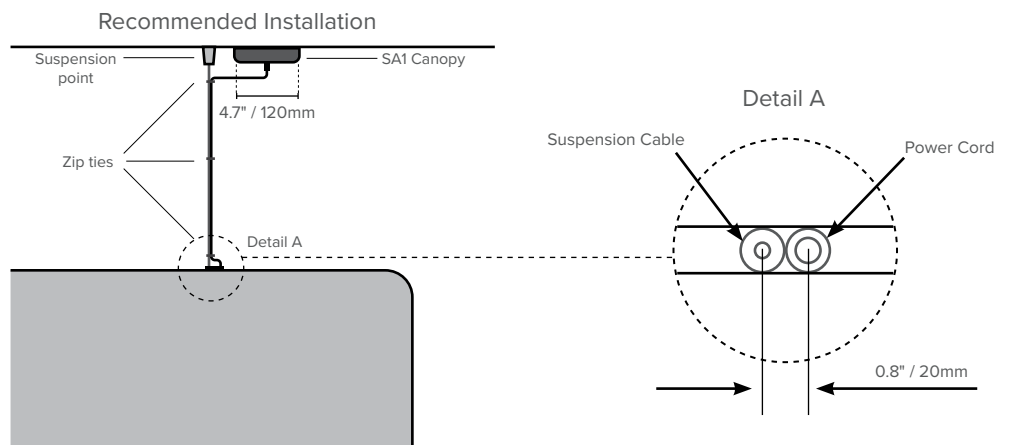 Recommended Installation
Suspension
point
SA1 Canopy
4.7" / 120mm
Zip ties
Detail A
Detail A
Suspension Cable
Power Cord
0.8" / 20mm